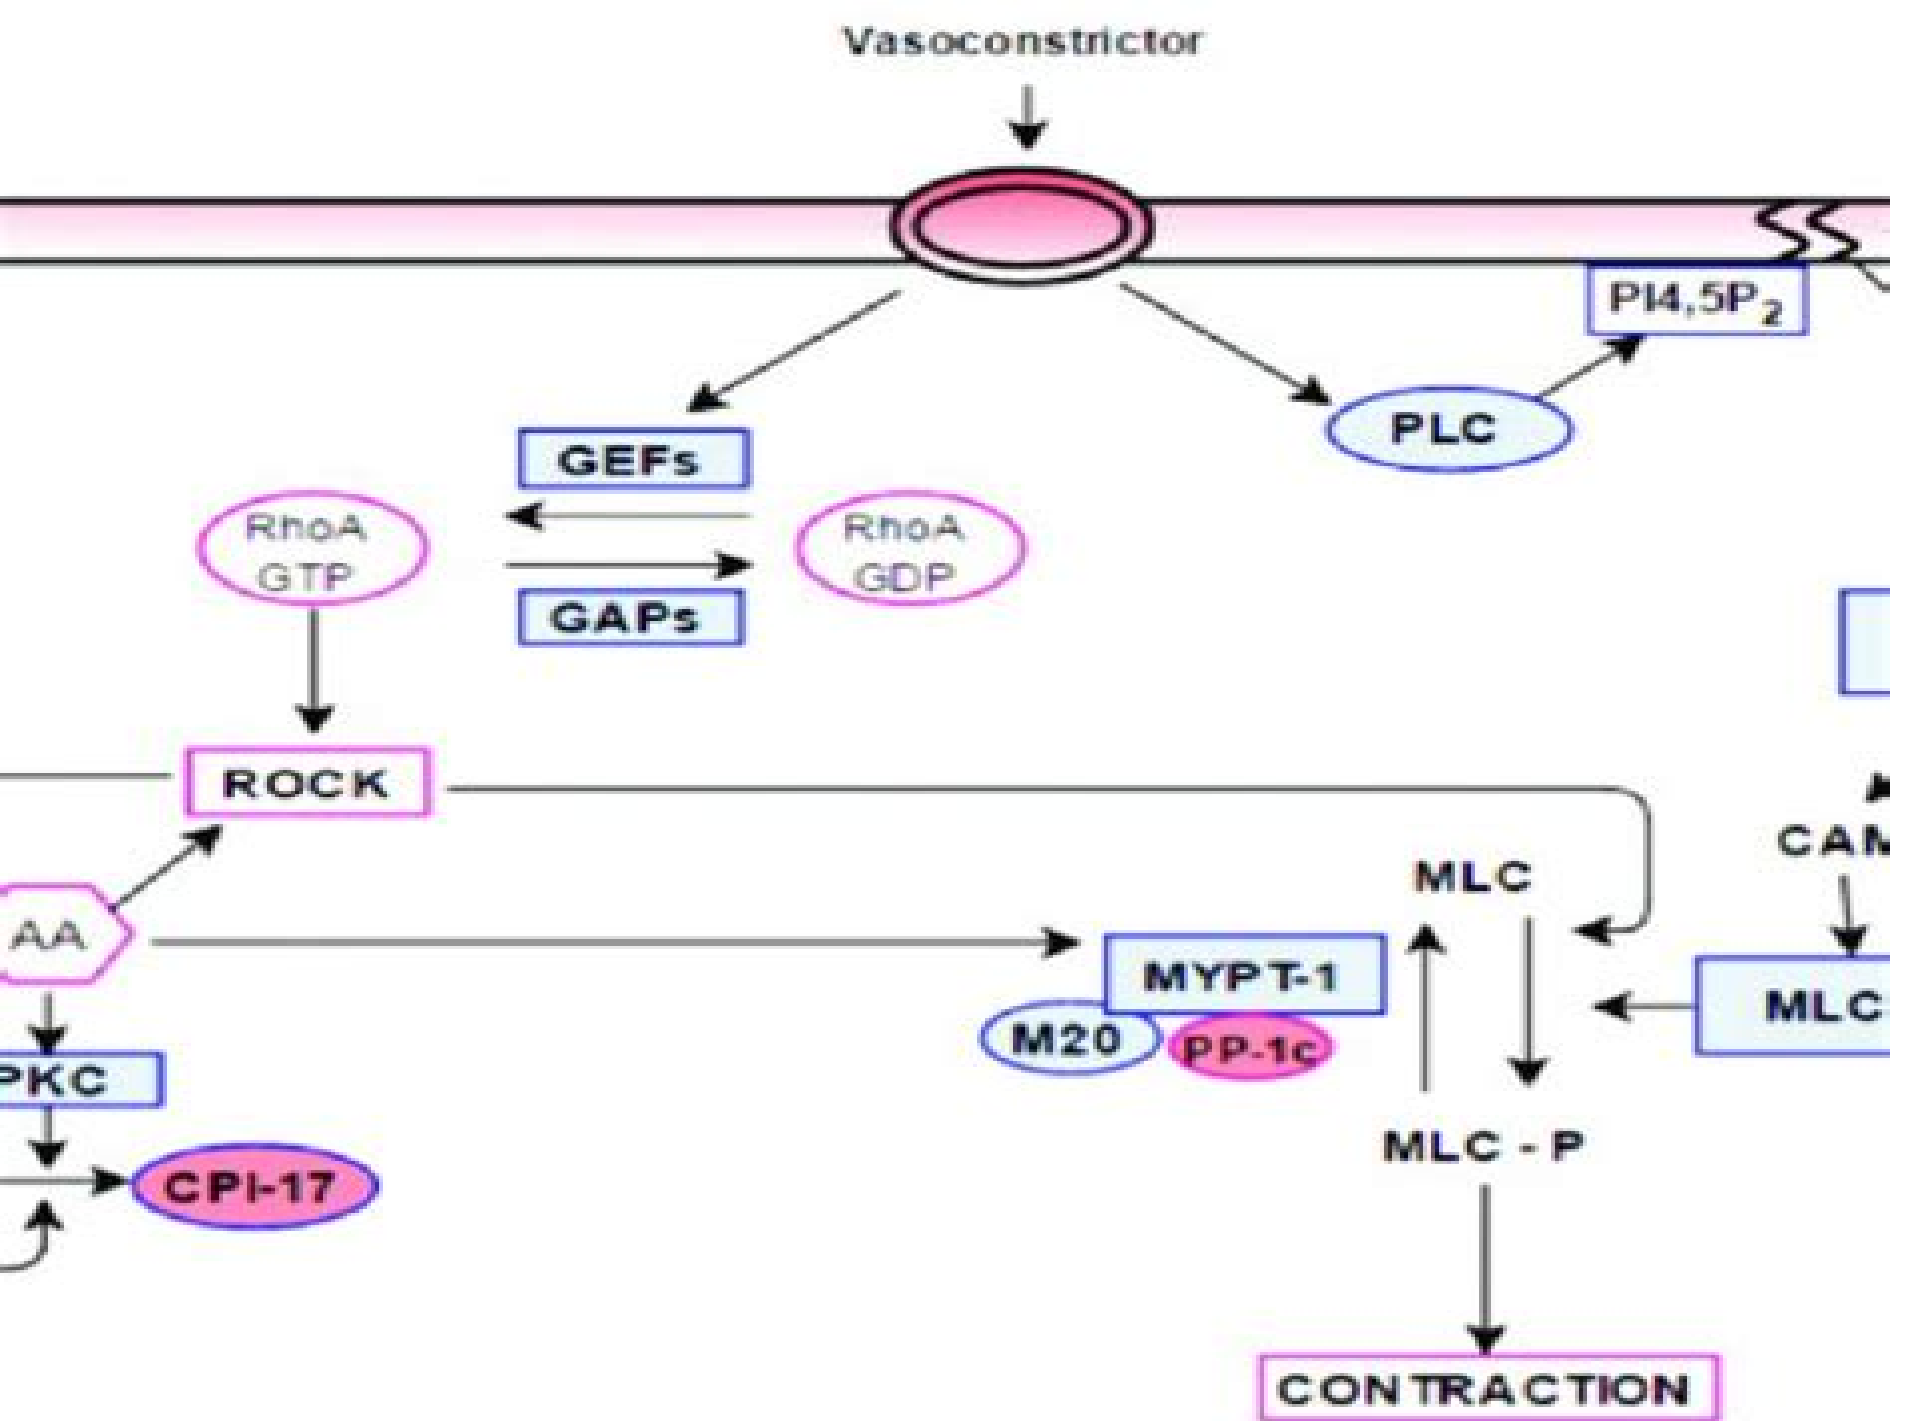 Vasoconstrictor
PI4,5P2
PLC
GEFs
RhoA
GTP
RhoA
GDP
GAPs
ROCK
MLC
AA
MYPT-1
M20
PP-1c
MLC
PKC
MLC - P
CPI-17
CONTRACTION